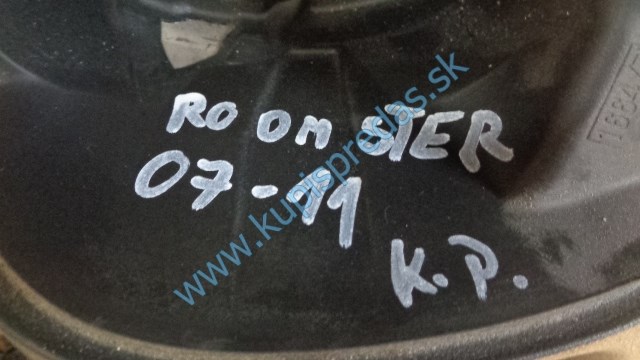 ROOMSTER
07-11
K.P.
www.kupispredas.sk